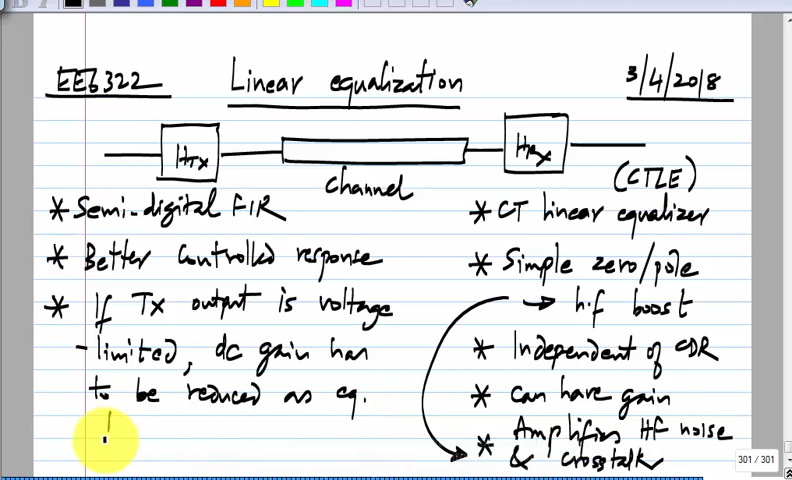 EE6322 Linear equalization 3/4/2018
HTx HRx
channel (CTLE)
* Semi-digital FIR
* Better controlled response
* If Tx output is voltage
-limited, dc gain has
to be reduced as eq.
* CT linear equalizer
* Simple zero/pole
→ h.f boost
* Independent of CDR
* can have gain
* Amplifies HF noise
& crosstalk
301 / 301